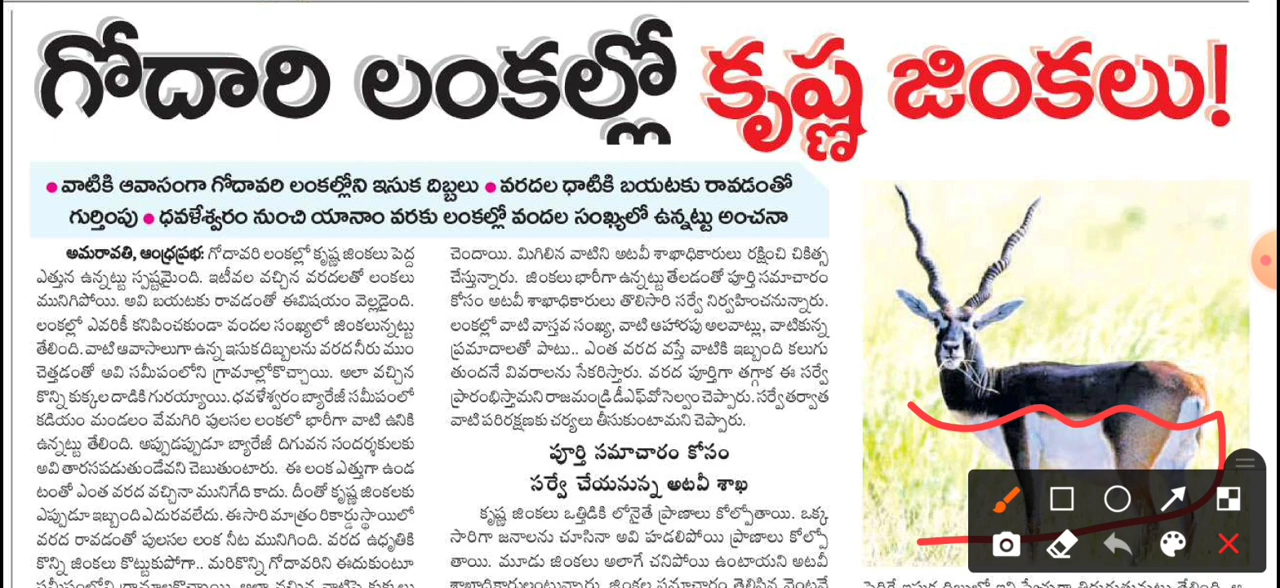 గోదారి లంకల్లో కృష్ణ జింకలు!
● వాటికి ఆవాసంగా గోదావరి లంకల్లోని ఇసుక దిబ్బలు ● వరదల ధాటికి బయటకు రావడంతో
గుర్తింపు ● ధవళేశ్వరం నుంచి యానాం వరకు లంకల్లో వందల సంఖ్యలో ఉన్నట్టు అంచనా
అమరావతి, ఆంధ్రప్రభ: గోదావరి లంకల్లో కృష్ణ జింకలు పెద్ద
ఎత్తున ఉన్నట్టు స్పష్టమైంది. ఇటీవల వచ్చిన వరదలతో లంకలు
మునిగిపోయి. అవి బయటకు రావడంతో ఈవిషయం వెల్లడైంది.
లంకల్లో ఎవరికీ కనిపించకుండా వందల సంఖ్యలో జింకలున్నట్టు
తేలింది. వాటి ఆవాసాలుగా ఉన్న ఇసుకదిబ్బలను వరద నీరు ముం
చెత్తడంతో అవి సమీపంలోని గ్రామాల్లోకొచ్చాయి. అలా వచ్చిన
కొన్ని కుక్కల దాడికి గురయ్యాయి. ధవళేశ్వరం బ్యారేజీ సమీపంలో
కడియం మండలం వేమగిరి పులసల లంకలో భారీగా వాటి ఉనికి
ఉన్నట్టు తేలింది. అప్పుడప్పుడూ బ్యారేజీ దిగువన సందర్శకులకు
అవి తారసపడుతుండేవని చెబుతుంటారు. ఈ లంక ఎత్తుగా ఉండ
టంతో ఎంత వరద వచ్చినా మునిగేది కాదు. దీంతో కృష్ణ జింకలకు
ఎప్పుడూ ఇబ్బంది ఎదురవలేదు. ఈ సారి మాత్రం రికార్డు స్థాయిలో
వరద రావడంతో పులసల లంక నీట మునిగింది. వరద ఉధృతికి
కొన్ని జింకలు కొట్టుకుపోగా.. మరికొన్ని గోదావరిని ఈదుకుంటూ
చెందాయి. మిగిలిన వాటిని అటవీ శాఖాధికారులు రక్షించి చికిత్స
చేస్తున్నారు. జింకలు భారీగా ఉన్నట్టు తేలడంతో పూర్తి సమాచారం
కోసం అటవీ శాఖాధికారులు తొలిసారి సర్వే నిర్వహించనున్నారు.
లంకల్లో వాటి వాస్తవ సంఖ్య, వాటి ఆహారపు అలవాట్లు, వాటికున్న
ప్రమాదాలతో పాటు.. ఎంత వరద వస్తే వాటికి ఇబ్బంది కలుగు
తుందనే వివరాలను సేకరిస్తారు. వరద పూర్తిగా తగ్గాక ఈ సర్వే
ప్రారంభిస్తామని రాజమండ్రి డీఎఫ్‌వో సెల్వం చెప్పారు. సర్వే తర్వాత
వాటి పరిరక్షణకు చర్యలు తీసుకుంటామని చెప్పారు.
పూర్తి సమాచారం కోసం
సర్వే చేయనున్న అటవీ శాఖ
కృష్ణ జింకలు ఒత్తిడికి లోనైతే ప్రాణాలు కోల్పోతాయి. ఒక్క
సారిగా జనాలను చూసినా అవి హడలిపోయి ప్రాణాలు కోల్పో
తాయి. మూడు జింకలు అలాగే చనిపోయి ఉంటాయని అటవీ